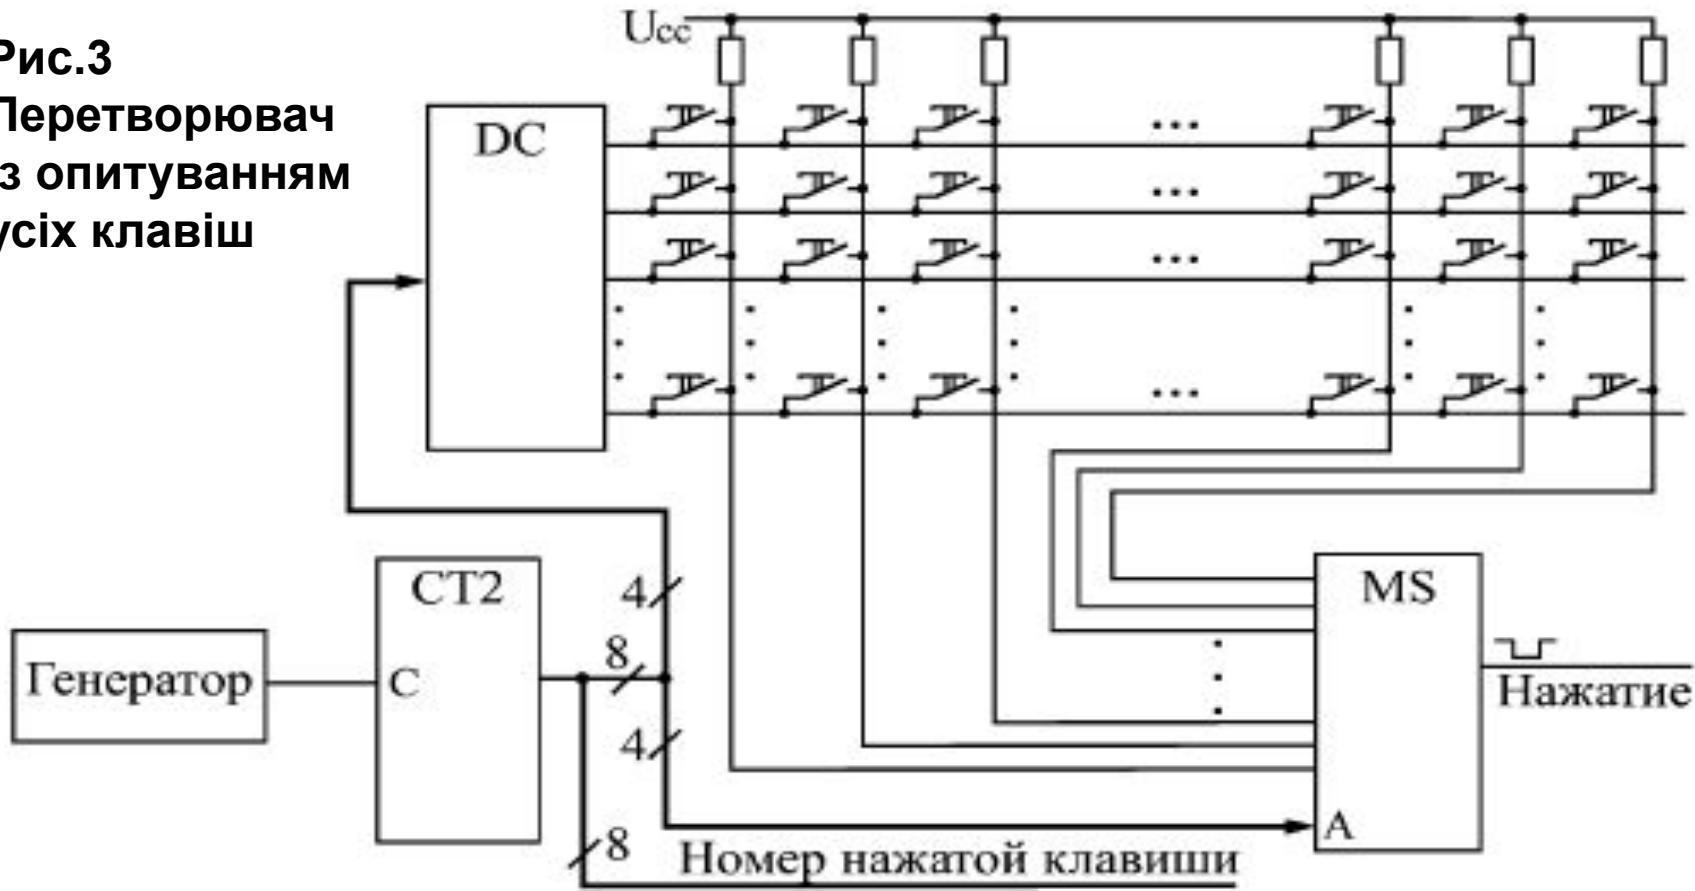 Рис.3
Перетворювач
із опитуванням
усіх клавіш
Ucc
DC
CT2
C
Генератор
4
8
4
8
MS
A
Нажатие
Номер нажатой клавиши